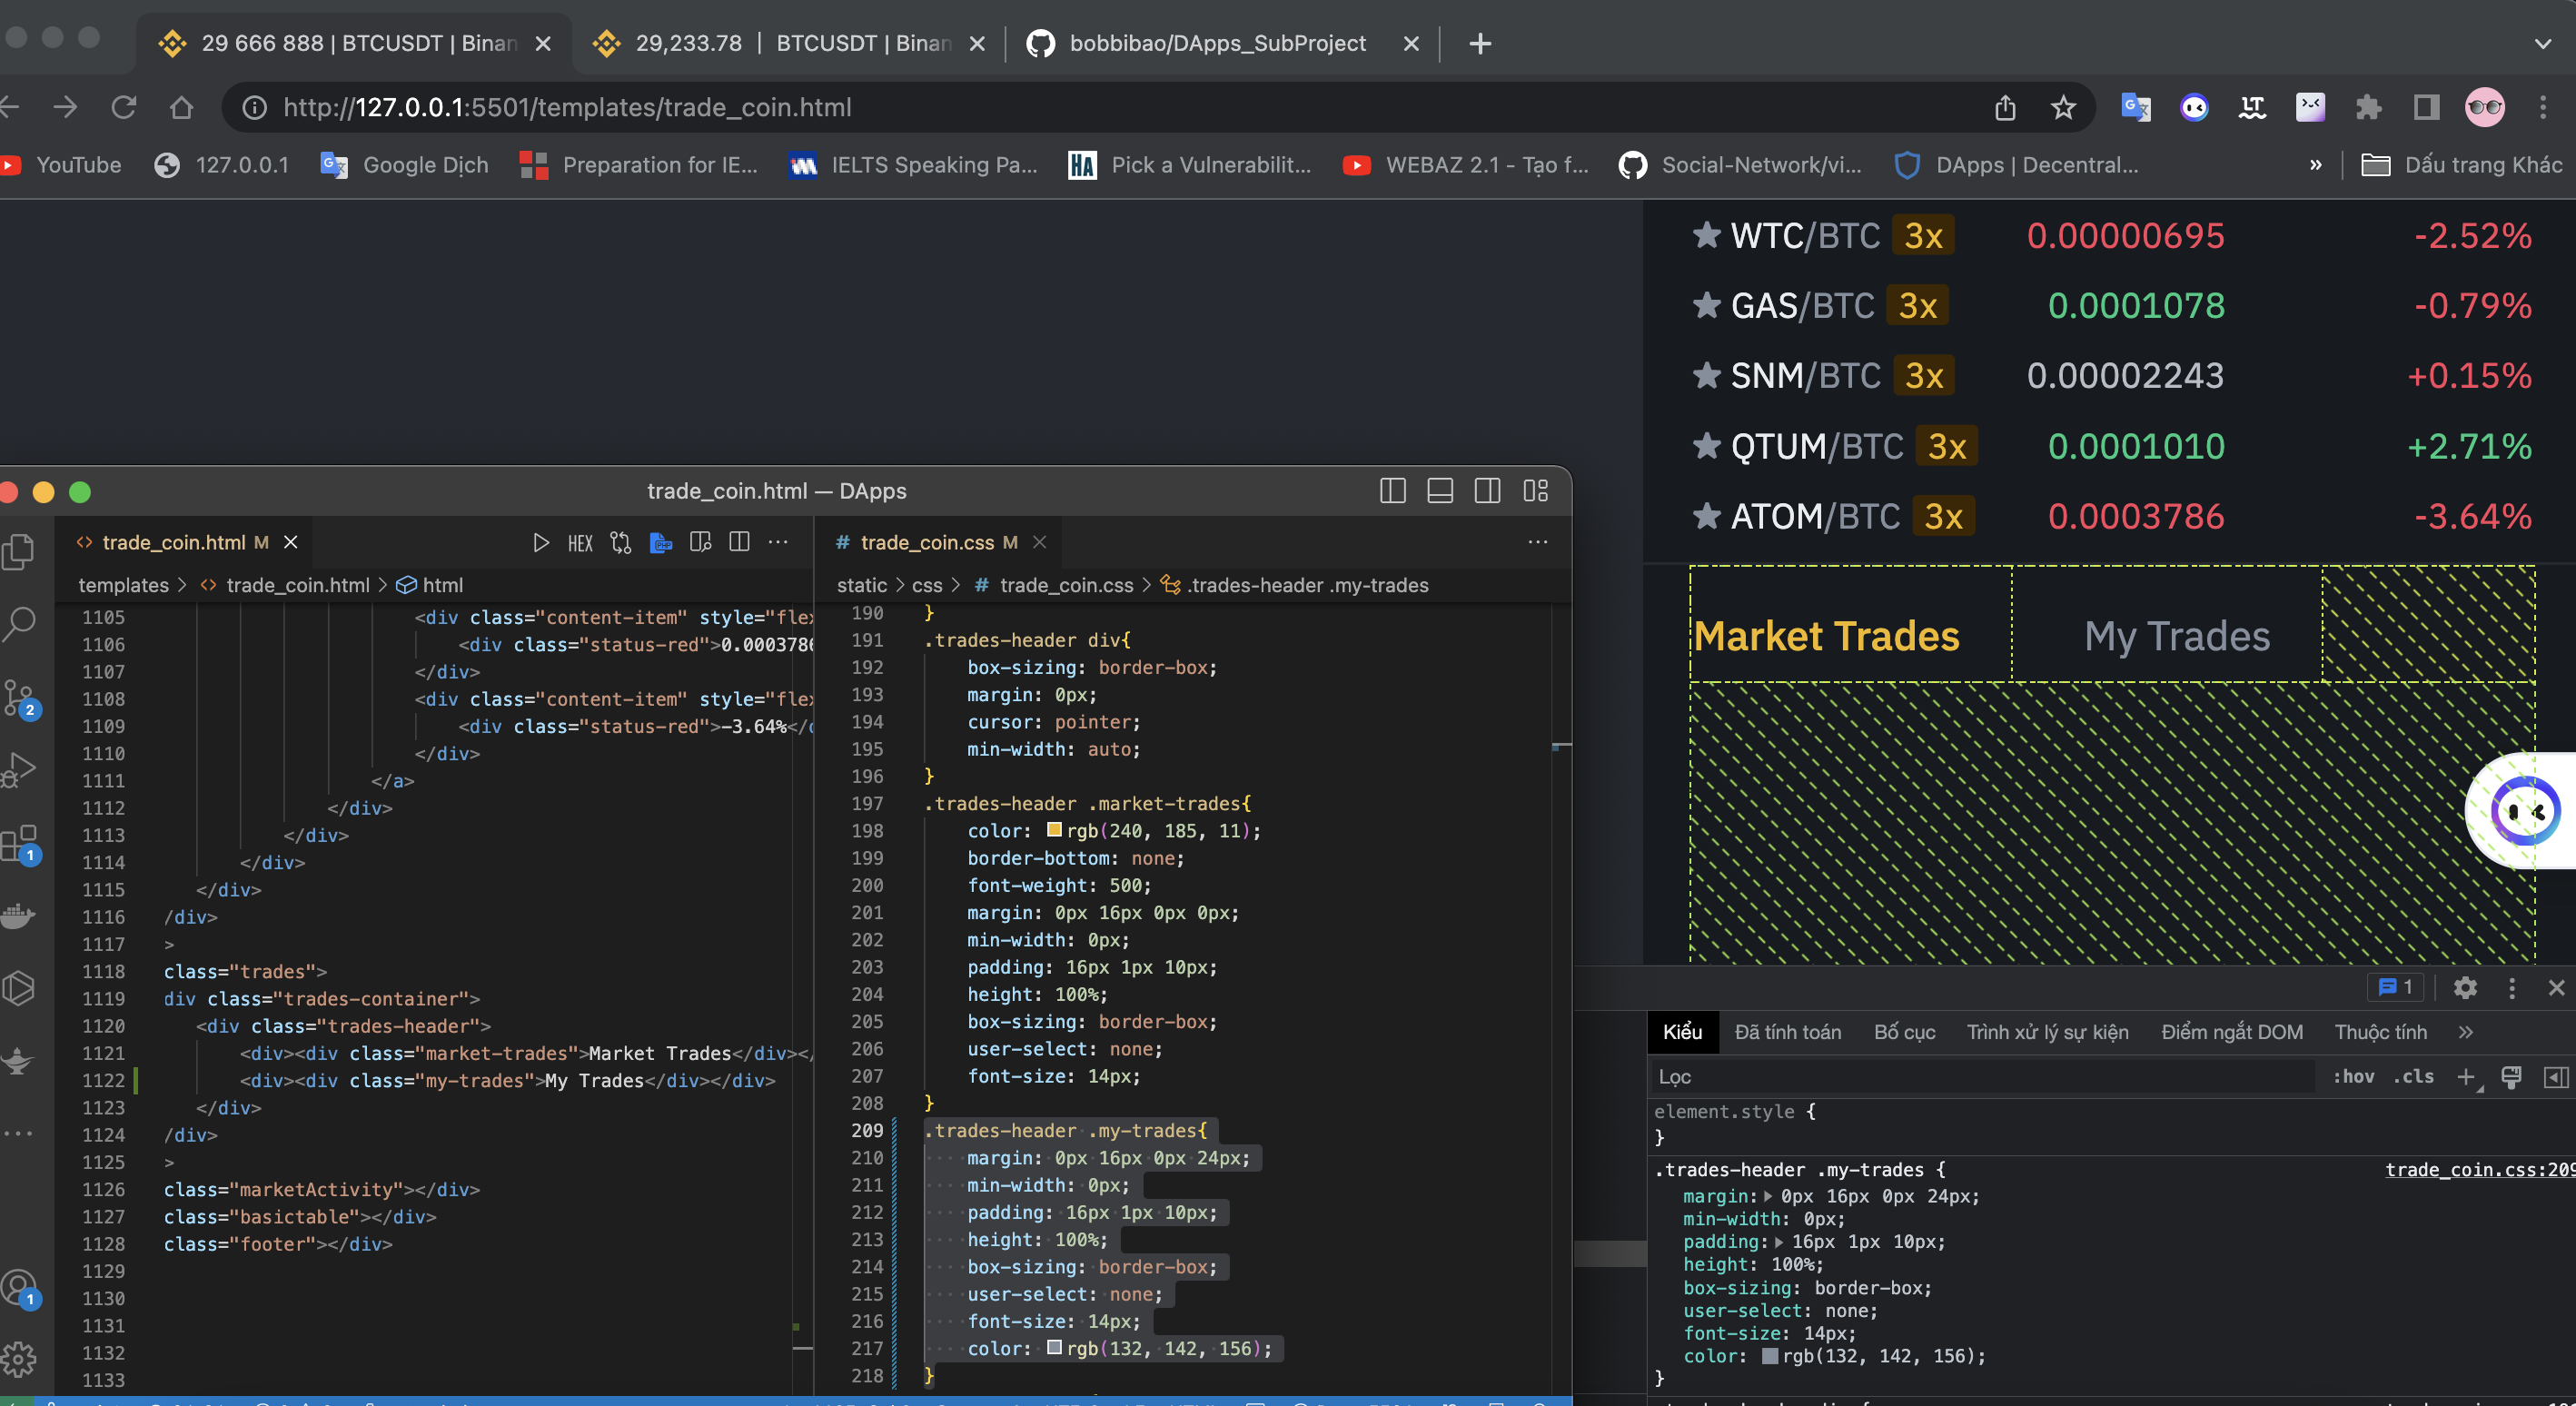 29 666 888 | BTCUSDT | Binan
29,233.78 | BTCUSDT | Binan
bobbibao/DApps_SubProject
http://127.0.0.1:5501/templates/trade_coin.html
YouTube
127.0.0.1
Google Dịch
Preparation for IE...
IELTS Speaking Pa...
HA Pick a Vulnerabilit...
WEBAZ 2.1 - Tạo f...
Social-Network/vi...
DApps | Decentral...
»
Dấu trang Khác
WTC/BTC 3x 0.00000695 -2.52%
GAS/BTC 3x 0.0001078 -0.79%
SNM/BTC 3x 0.00002243 +0.15%
QTUM/BTC 3x 0.0001010 +2.71%
ATOM/BTC 3x 0.0003786 -3.64%
Market Trades My Trades
trade_coin.html — DApps
<> trade_coin.html M
HEX
templates > <> trade_coin.html > html
1105 <div class="content-item" style="flex
1106 <div class="status-red">0.0003786
1107 </div>
1108 <div class="content-item" style="flex
1109 <div class="status-red">-3.64%</d
1110 </div>
1111 </a>
1112 </div>
1113 </div>
1114 </div>
1115 </div>
1116 /div>
1117 >
1118 class="trades">
1119 div class="trades-container">
1120 <div class="trades-header">
1121 <div><div class="market-trades">Market Trades</div></
1122 <div><div class="my-trades">My Trades</div></div>
1123 </div>
1124 /div>
1125 >
1126 class="marketActivity"></div>
1127 class="basictable"></div>
1128 class="footer"></div>
1129
1130
1131
1132
1133
2
1
1
# trade_coin.css M
static > css > # trade_coin.css > .trades-header .my-trades
190 }
191 .trades-header div{
192 box-sizing: border-box;
193 margin: 0px;
194 cursor: pointer;
195 min-width: auto;
196 }
197 .trades-header .market-trades{
198 color: rgb(240, 185, 11);
199 border-bottom: none;
200 font-weight: 500;
201 margin: 0px 16px 0px 0px;
202 min-width: 0px;
203 padding: 16px 1px 10px;
204 height: 100%;
205 box-sizing: border-box;
206 user-select: none;
207 font-size: 14px;
208 }
209 .trades-header .my-trades{
210 margin: 0px 16px 0px 24px;
211 min-width: 0px;
212 padding: 16px 1px 10px;
213 height: 100%;
214 box-sizing: border-box;
215 user-select: none;
216 font-size: 14px;
217 color: rgb(132, 142, 156);
218 }
1
Kiểu Đã tính toán Bố cục Trình xử lý sự kiện Điểm ngắt DOM Thuộc tính »
Lọc :hov .cls +
element.style {
}
.trades-header .my-trades { trade_coin.css:209
margin: 0px 16px 0px 24px;
min-width: 0px;
padding: 16px 1px 10px;
height: 100%;
box-sizing: border-box;
user-select: none;
font-size: 14px;
color: rgb(132, 142, 156);
}